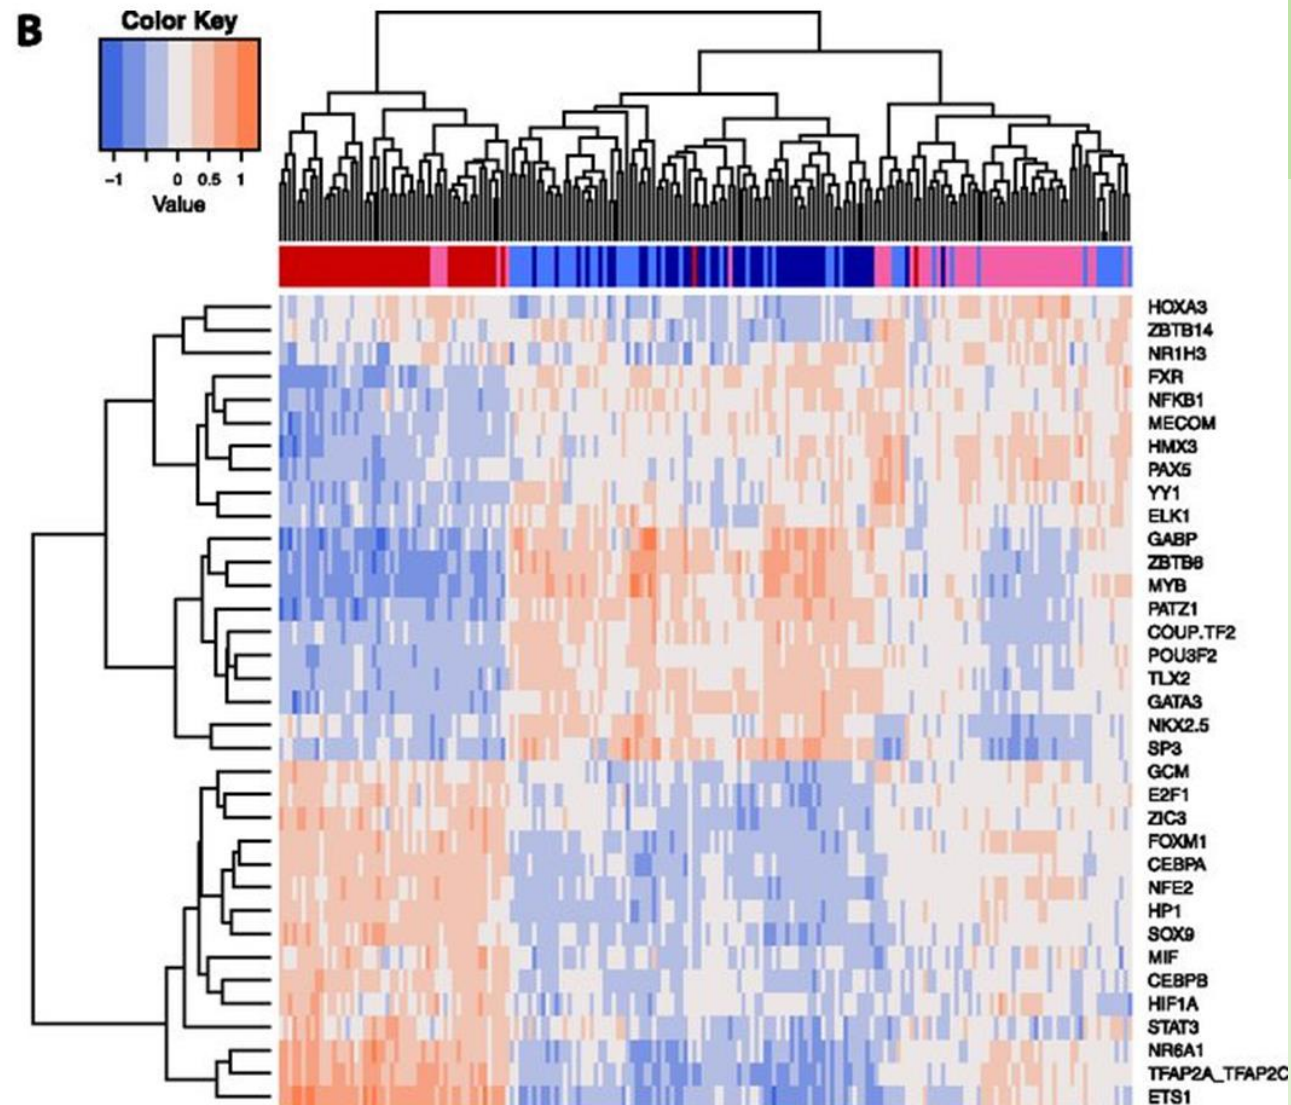 B
Color Key
−1 0 0.5 1
Value
HOXA3
ZBTB14
NR1H3
FXR
NFKB1
MECOM
HMX3
PAX5
YY1
ELK1
GABP
ZBTB6
MYB
PATZ1
COUP.TF2
POU3F2
TLX2
GATA3
NKX2.5
SP3
GCM
E2F1
ZIC3
FOXM1
CEBPA
NFE2
HP1
SOX9
MIF
CEBPB
HIF1A
STAT3
NR6A1
TFAP2A_TFAP2C
ETS1